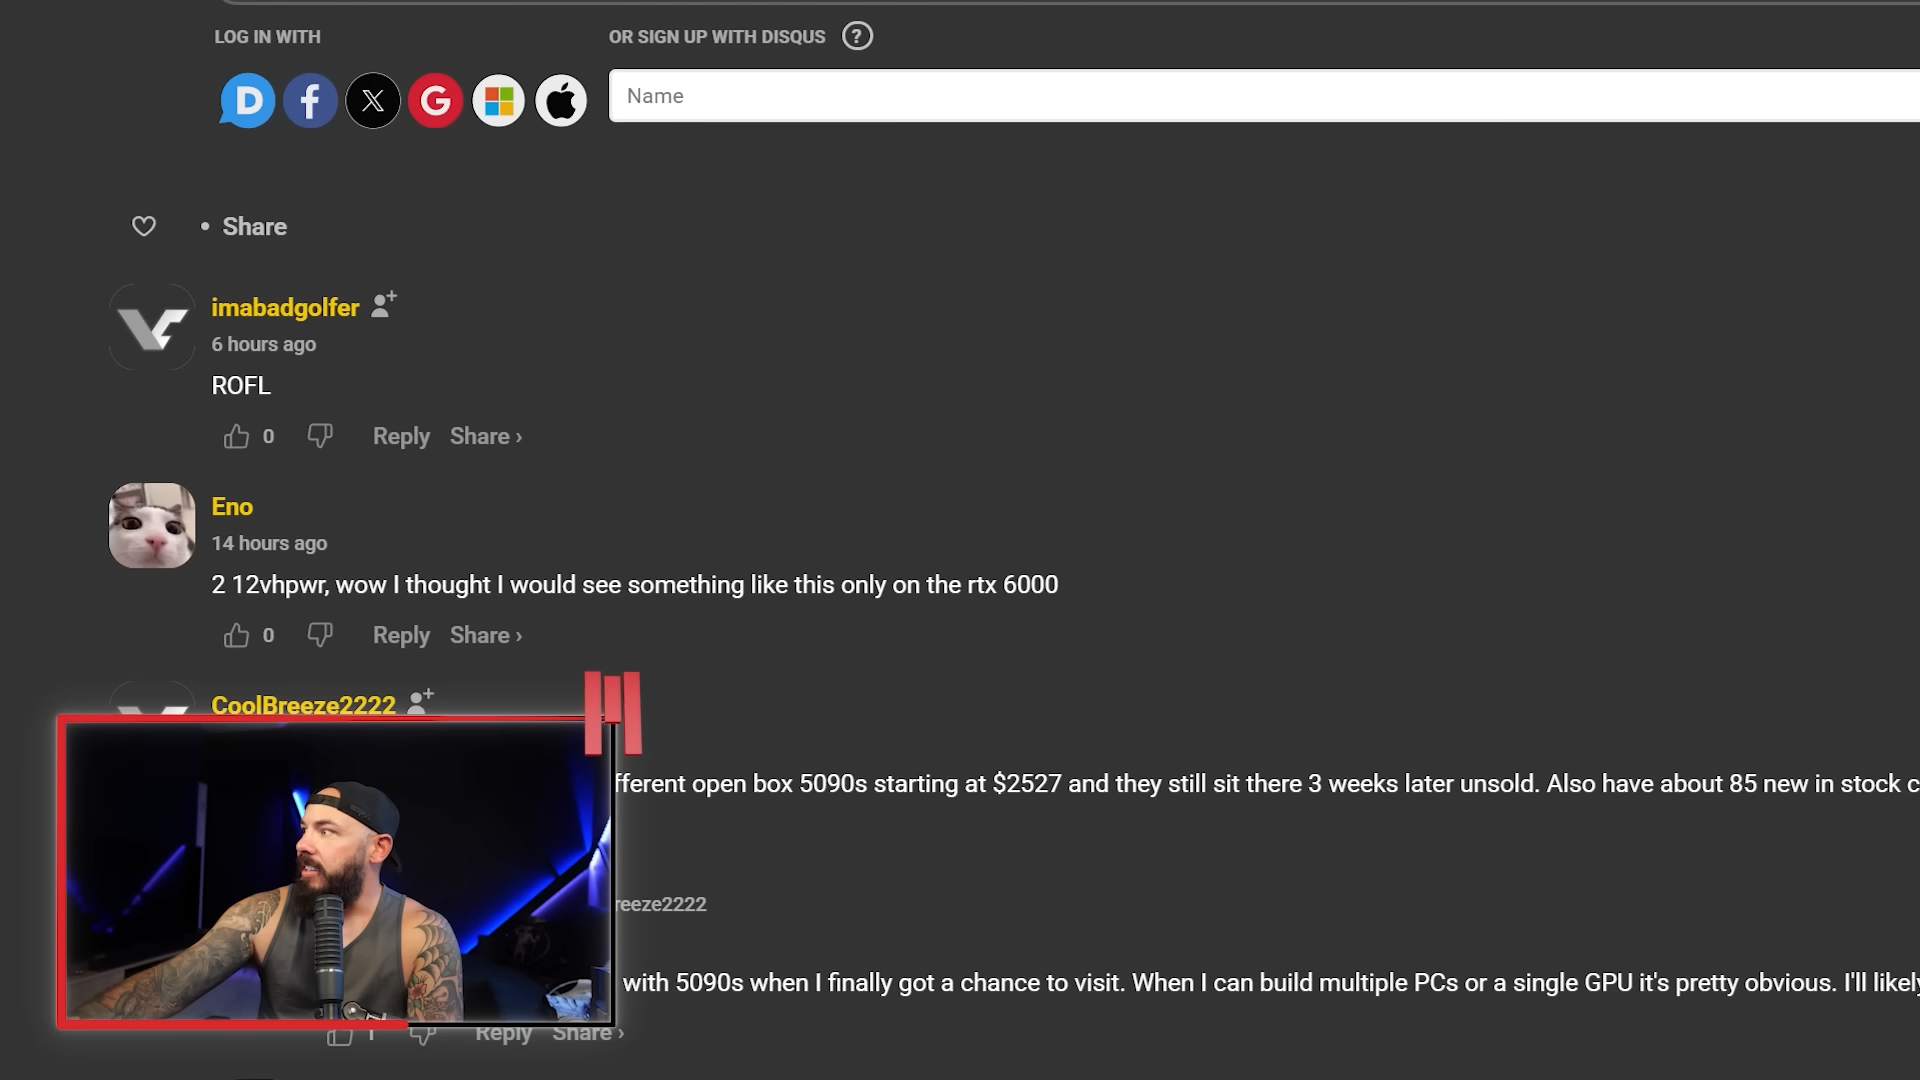 LOG IN WITH
OR SIGN UP WITH DISQUS ?
Name
• Share
imabadgolfer
6 hours ago
ROFL
0 Reply Share ›
Eno
14 hours ago
2 12vhpwr, wow I thought I would see something like this only on the rtx 6000
0 Reply Share ›
CoolBreeze2222
fferent open box 5090s starting at $2527 and they still sit there 3 weeks later unsold. Also have about 85 new in stock c
reeze2222
with 5090s when I finally got a chance to visit. When I can build multiple PCs or a single GPU it's pretty obvious. I'll likely
1 Reply Share ›